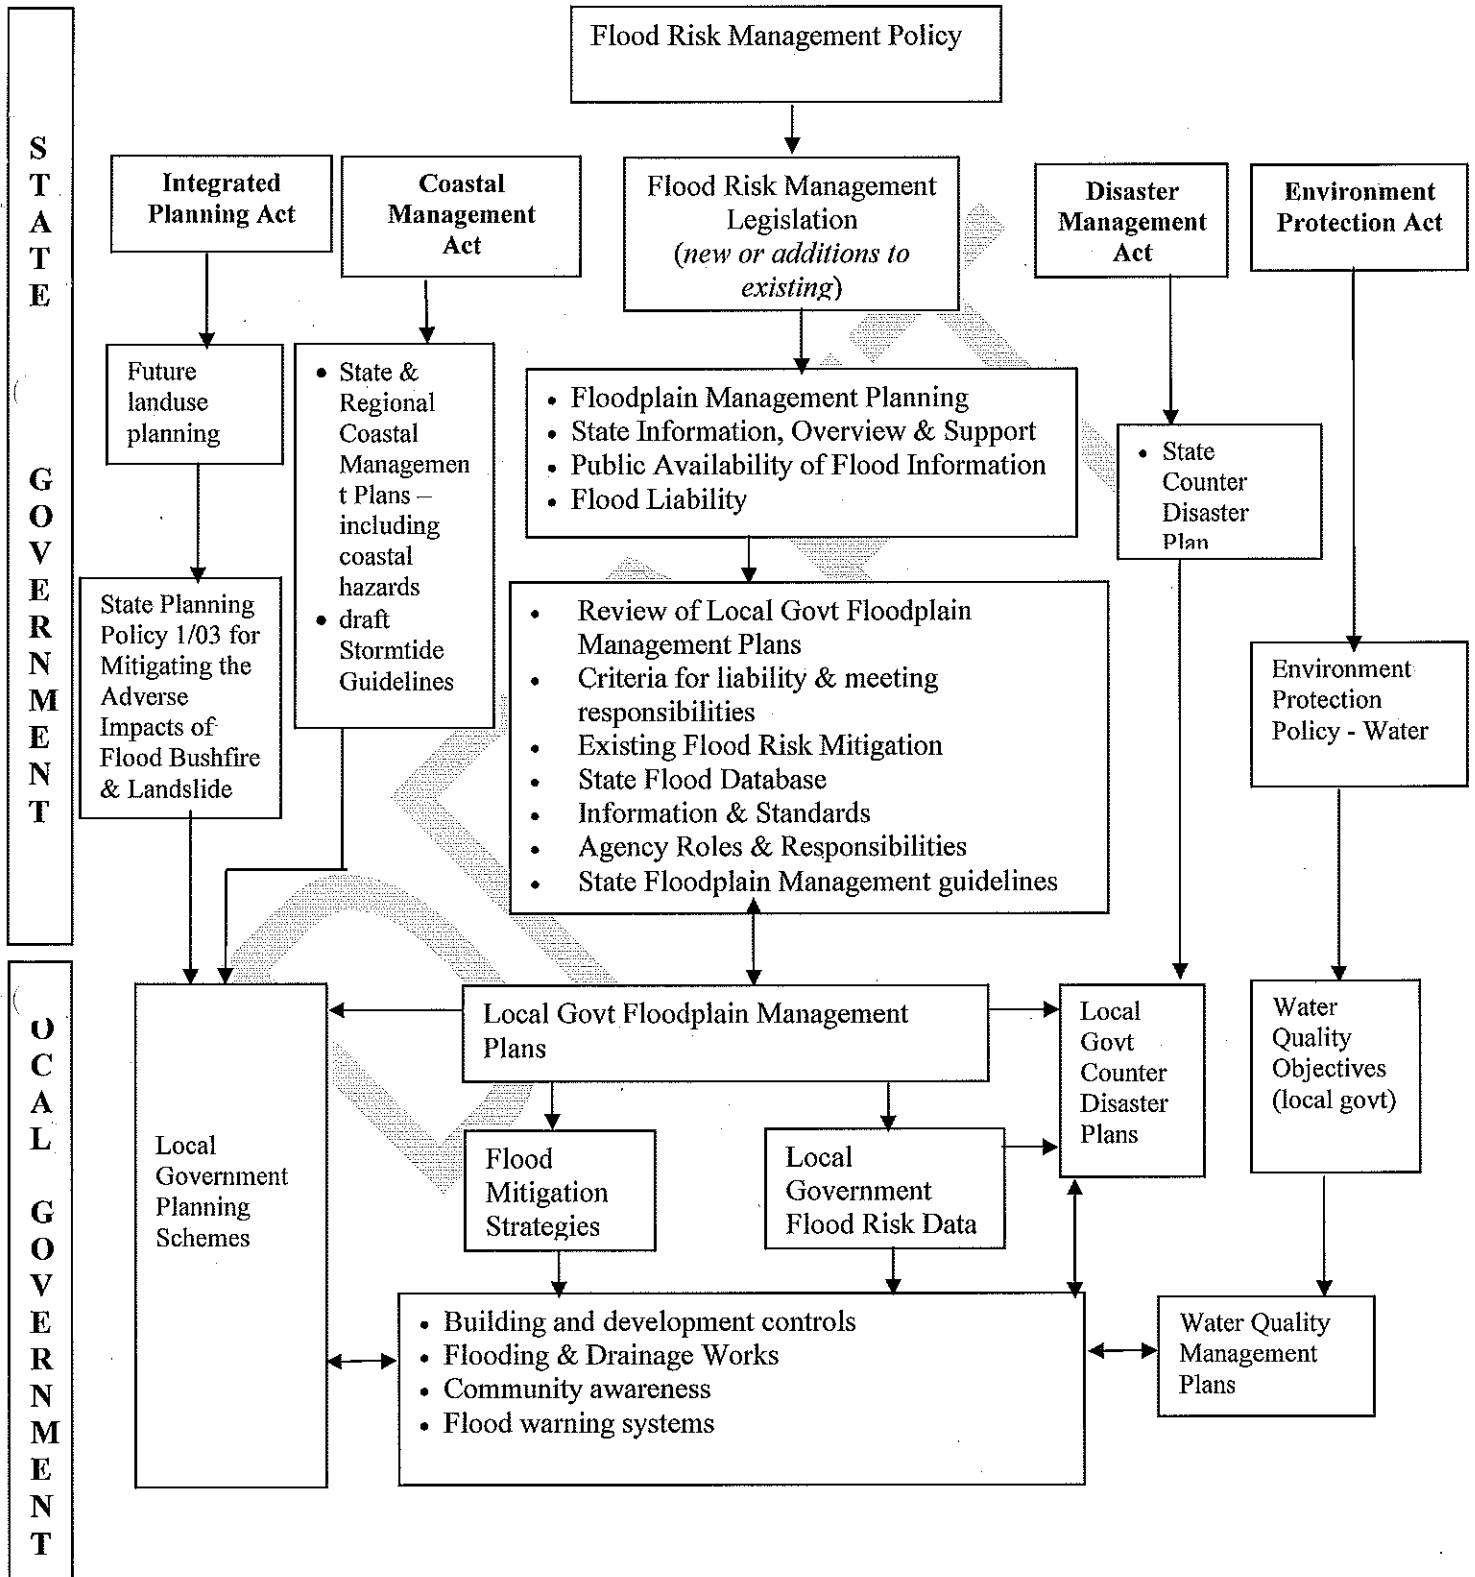 STATE GOVERNMENT
Flood Risk Management Policy
Integrated
Planning Act
Coastal
Management
Act
Flood Risk Management
Legislation
(new or additions to
existing)
Disaster
Management
Act
Environment
Protection Act
Future
landuse
planning
• State &
Regional
Coastal
Managemen
t Plans –
including
coastal
hazards
• draft
Stormtide
Guidelines
• Floodplain Management Planning
• State Information, Overview & Support
• Public Availability of Flood Information
• Flood Liability
• State
Counter
Disaster
Plan
State Planning
Policy 1/03 for
Mitigating the
Adverse
Impacts of
Flood Bushfire
& Landslide
• Review of Local Govt Floodplain
Management Plans
• Criteria for liability & meeting
responsibilities
• Existing Flood Risk Mitigation
• State Flood Database
• Information & Standards
• Agency Roles & Responsibilities
• State Floodplain Management guidelines
Environment
Protection
Policy - Water
OCAL GOVERNMENT
Local
Government
Planning
Schemes
Local Govt Floodplain Management
Plans
Local
Govt
Counter
Disaster
Plans
Water
Quality
Objectives
(local govt)
Flood
Mitigation
Strategies
Local
Government
Flood Risk Data
• Building and development controls
• Flooding & Drainage Works
• Community awareness
• Flood warning systems
Water Quality
Management
Plans